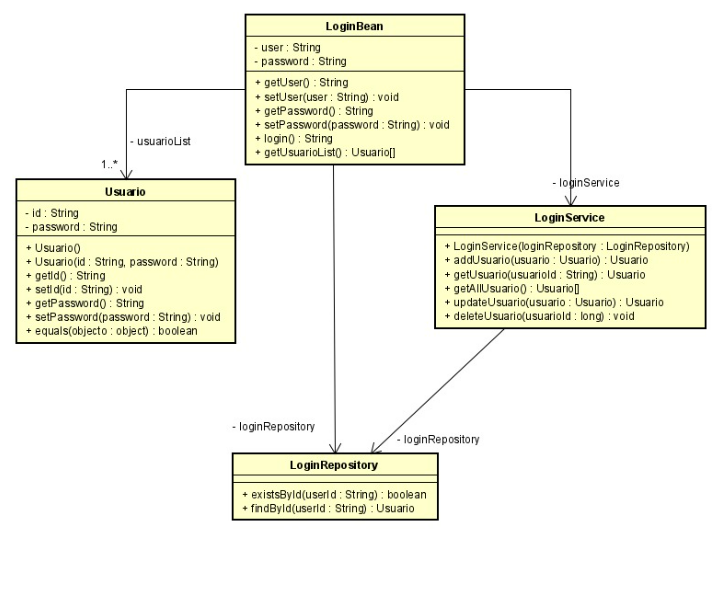 LoginBean
- user : String
- password : String
+ getUser() : String
+ setUser(user : String) : void
+ getPassword() : String
+ setPassword(password : String) : void
+ login() : String
+ getUsuarioList() : Usuario[]
- usuarioList
1..*
Usuario
- id : String
- password : String
+ Usuario()
+ Usuario(id : String, password : String)
+ getId() : String
+ setId(id : String) : void
+ getPassword() : String
+ setPassword(password : String) : void
+ equals(objecto : object) : boolean
- loginService
LoginService
+ LoginService(loginRepository : LoginRepository)
+ addUsuario(usuario : Usuario) : Usuario
+ getUsuario(usuarioId : String) : Usuario
+ getAllUsuario() : Usuario[]
+ updateUsuario(usuario : Usuario) : Usuario
+ deleteUsuario(usuarioId : long) : void
- loginRepository
- loginRepository
LoginRepository
+ existsById(userId : String) : boolean
+ findById(userId : String) : Usuario